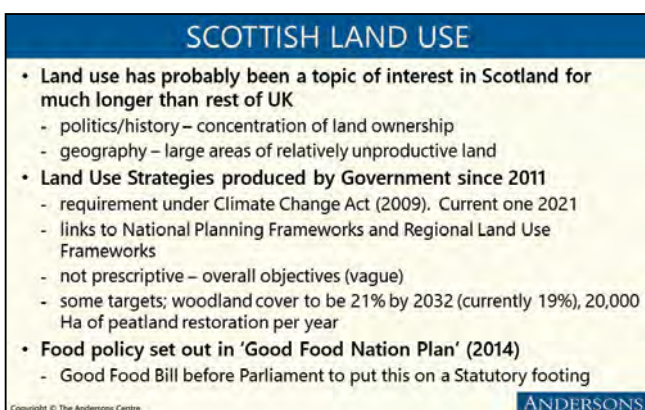 SCOTTISH LAND USE
• Land use has probably been a topic of interest in Scotland for
much longer than rest of UK
- politics/history – concentration of land ownership
- geography – large areas of relatively unproductive land
• Land Use Strategies produced by Government since 2011
- requirement under Climate Change Act (2009). Current one 2021
- links to National Planning Frameworks and Regional Land Use
Frameworks
- not prescriptive – overall objectives (vague)
- some targets; woodland cover to be 21% by 2032 (currently 19%), 20,000
Ha of peatland restoration per year
• Food policy set out in ‘Good Food Nation Plan’ (2014)
- Good Food Bill before Parliament to put this on a Statutory footing
Copyright © The Andersons Centre
ANDERSONS